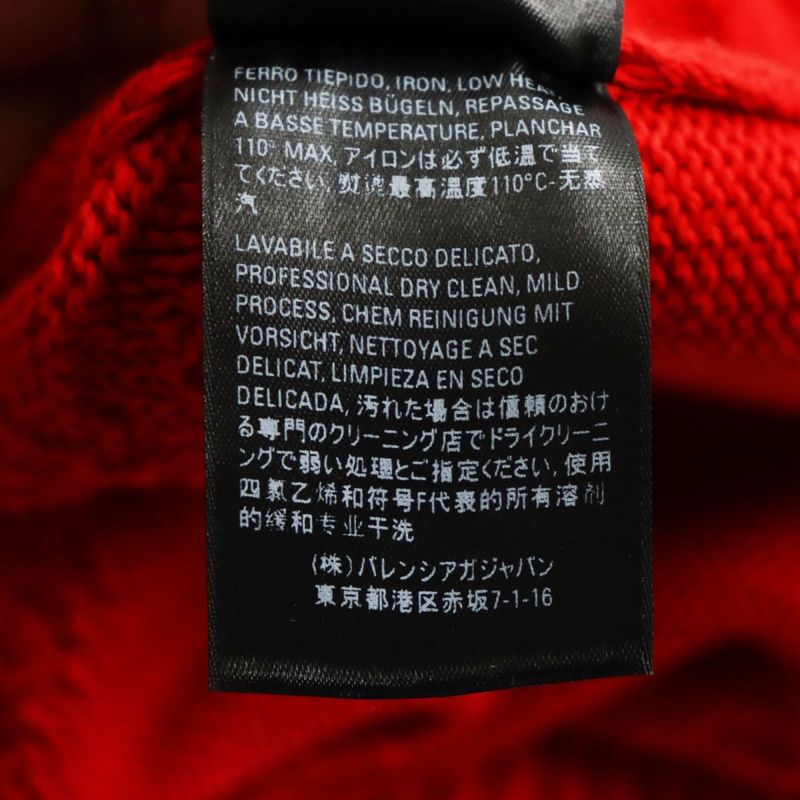 FERRO TIEPIDO, IRON, LOW HEAT,
NICHT HEISS BÜGELN, REPASSAGE
A BASSE TEMPERATURE, PLANCHAR
110° MAX, アイロンは必ず低温で当て
てください, 熨烫最高温度110°C-无蒸
汽
LAVABILE A SECCO DELICATO,
PROFESSIONAL DRY CLEAN, MILD
PROCESS, CHEM REINIGUNG MIT
VORSICHT, NETTOYAGE A SEC
DELICAT, LIMPIEZA EN SECO
DELICADA, 汚れた場合は信頼のおけ
る専門のクリーニング店でドライクリーニ
ングで弱い処理とご指定ください, 使用
四氯乙烯和符号F代表的所有溶剂
的缓和专业干洗
(株)バレンシアガジャパン
東京都港区赤坂7-1-16